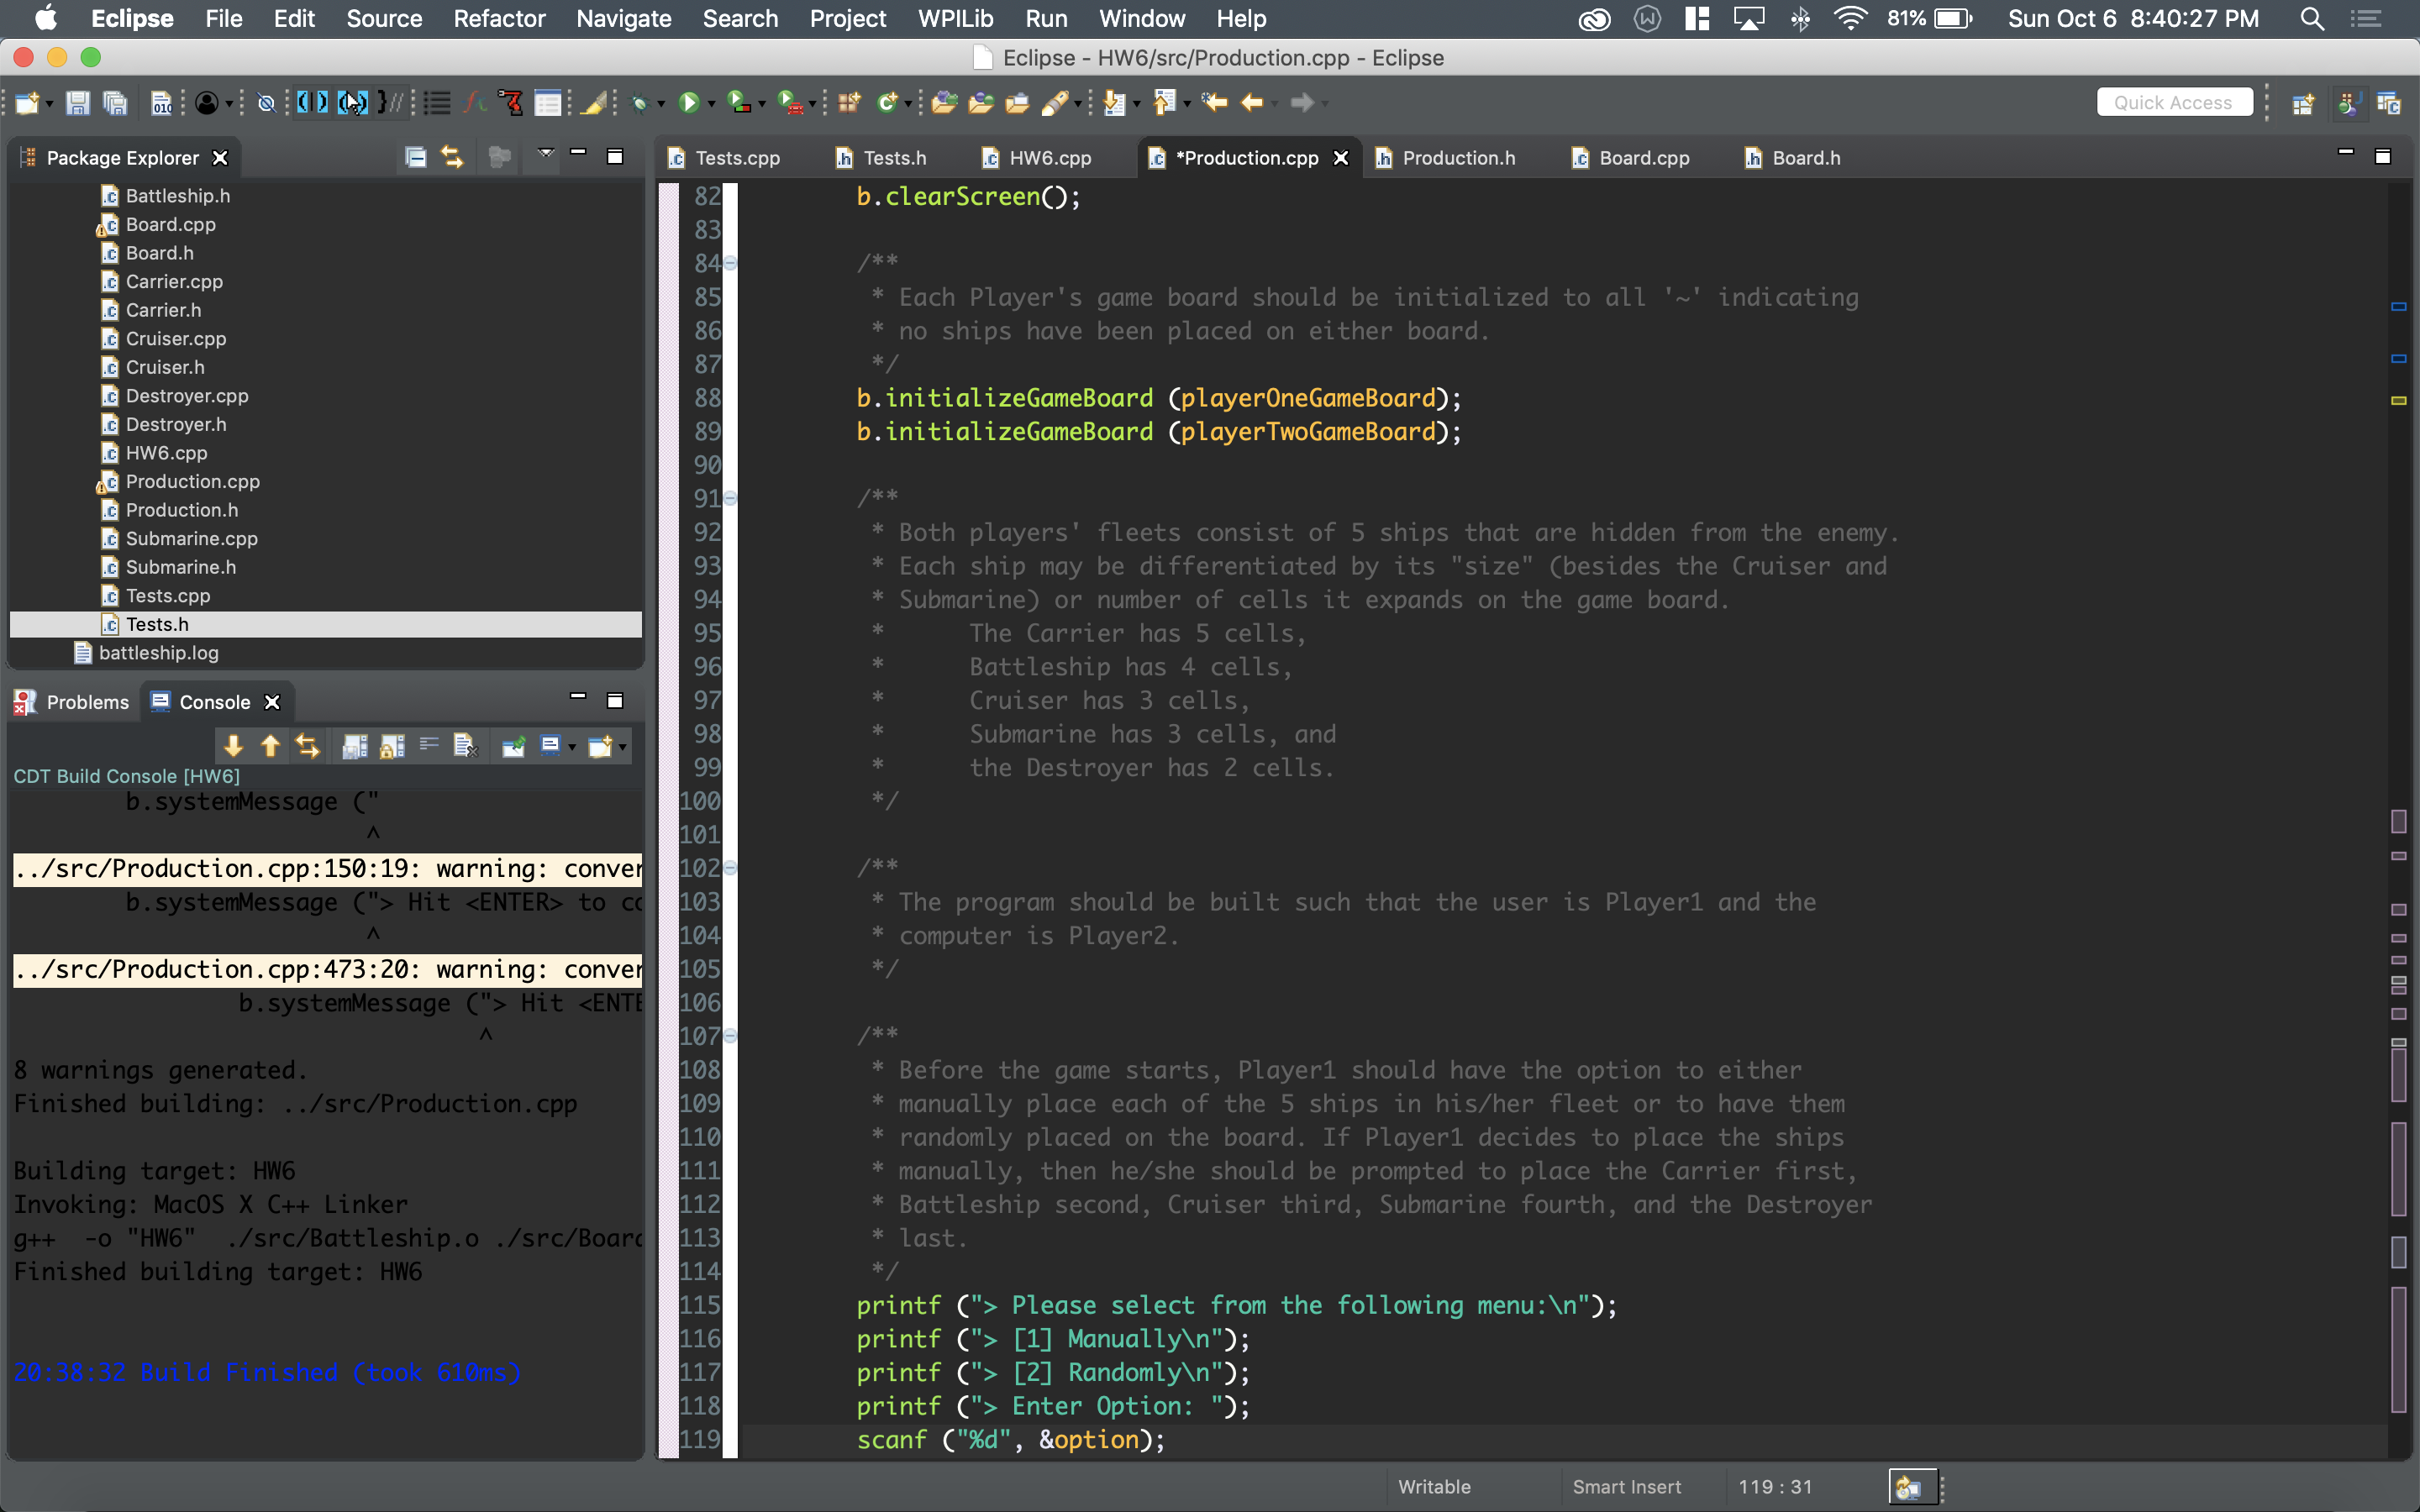 Eclipse File Edit Source Refactor Navigate Search Project WPILib Run Window Help 81% Sun Oct 6 8:40:27 PM
Eclipse - HW6/src/Production.cpp - Eclipse
Quick Access
Package Explorer
Battleship.h
Board.cpp
Board.h
Carrier.cpp
Carrier.h
Cruiser.cpp
Cruiser.h
Destroyer.cpp
Destroyer.h
HW6.cpp
Production.cpp
Production.h
Submarine.cpp
Submarine.h
Tests.cpp
Tests.h
battleship.log
Problems Console
CDT Build Console [HW6]
b.systemMessage ("
^
../src/Production.cpp:150:19: warning: conver
b.systemMessage ("> Hit <ENTER> to co
^
../src/Production.cpp:473:20: warning: conver
b.systemMessage ("> Hit <ENTE
^
8 warnings generated.
Finished building: ../src/Production.cpp
Building target: HW6
Invoking: MacOS X C++ Linker
g++ -o "HW6" ./src/Battleship.o ./src/Board
Finished building target: HW6
20:38:32 Build Finished (took 610ms)
Tests.cpp Tests.h HW6.cpp *Production.cpp Production.h Board.cpp Board.h
82 b.clearScreen();
83
84 /**
85 * Each Player's game board should be initialized to all '~' indicating
86 * no ships have been placed on either board.
87 */
88 b.initializeGameBoard (playerOneGameBoard);
89 b.initializeGameBoard (playerTwoGameBoard);
90
91 /**
92 * Both players' fleets consist of 5 ships that are hidden from the enemy.
93 * Each ship may be differentiated by its "size" (besides the Cruiser and
94 * Submarine) or number of cells it expands on the game board.
95 * The Carrier has 5 cells,
96 * Battleship has 4 cells,
97 * Cruiser has 3 cells,
98 * Submarine has 3 cells, and
99 * the Destroyer has 2 cells.
100 */
101
102 /**
103 * The program should be built such that the user is Player1 and the
104 * computer is Player2.
105 */
106
107 /**
108 * Before the game starts, Player1 should have the option to either
109 * manually place each of the 5 ships in his/her fleet or to have them
110 * randomly placed on the board. If Player1 decides to place the ships
111 * manually, then he/she should be prompted to place the Carrier first,
112 * Battleship second, Cruiser third, Submarine fourth, and the Destroyer
113 * last.
114 */
115 printf ("> Please select from the following menu:\n");
116 printf ("> [1] Manually\n");
117 printf ("> [2] Randomly\n");
118 printf ("> Enter Option: ");
119 scanf ("%d", &option);
Writable Smart Insert 119 : 31